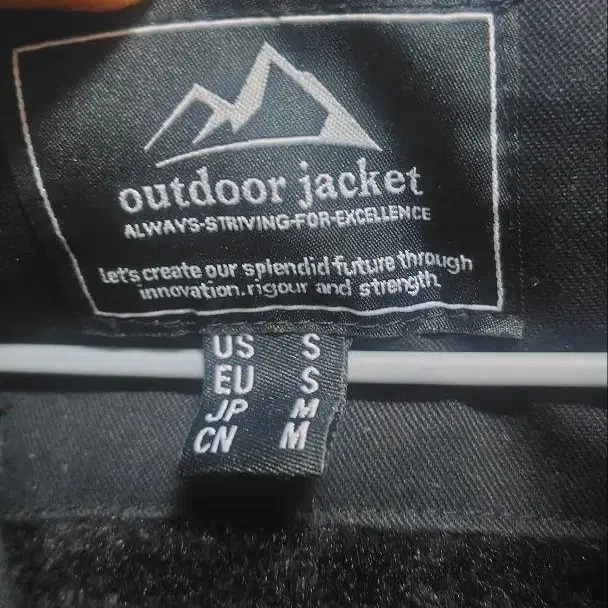 outdoor jacket
ALWAYS-STRIVING-FOR-EXCELLENCE
let's create our splendid future through
innovation.rigour and strength.
US S
EU S
JP M
CN M